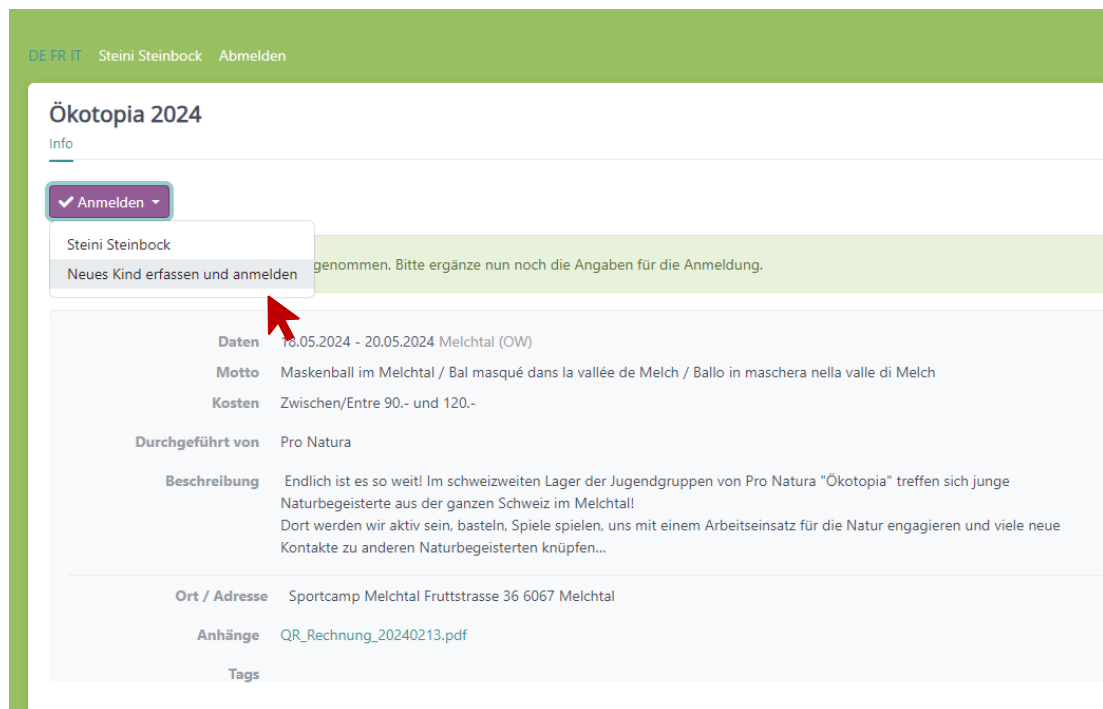 DE FR IT Steini Steinbock Abmelden
Ökotopia 2024
Info
Anmelden
Steini Steinbock
Neues Kind erfassen und anmelden
genommen. Bitte ergänze nun noch die Angaben für die Anmeldung.
Daten .05.2024 - 20.05.2024 Melchtal (OW)
Motto Maskenball im Melchtal / Bal masqué dans la vallée de Melch / Ballo in maschera nella valle di Melch
Kosten Zwischen/Entre 90.- und 120.-
Durchgeführt von Pro Natura
Beschreibung Endlich ist es so weit! Im schweizweiten Lager der Jugendgruppen von Pro Natura "Ökotopia" treffen sich junge
Naturbegeisterte aus der ganzen Schweiz im Melchtal!
Dort werden wir aktiv sein, basteln, Spiele spielen, uns mit einem Arbeitseinsatz für die Natur engagieren und viele neue
Kontakte zu anderen Naturbegeisterten knüpfen...
Ort / Adresse Sportcamp Melchtal Fruttstrasse 36 6067 Melchtal
Anhänge QR_Rechnung_20240213.pdf
Tags